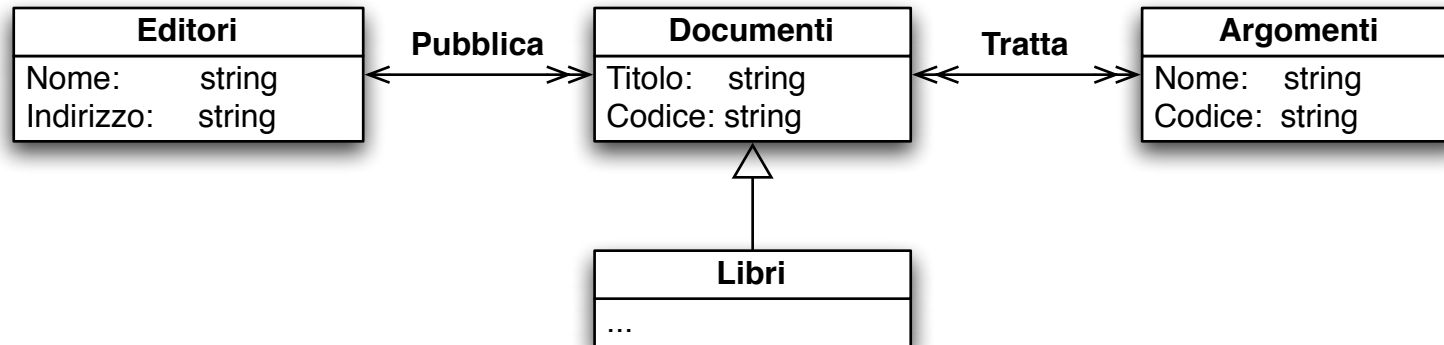 Editori
Nome: string
Indirizzo: string
Pubblica
Documenti
Titolo: string
Codice: string
Tratta
Argomenti
Nome: string
Codice: string
Libri
...